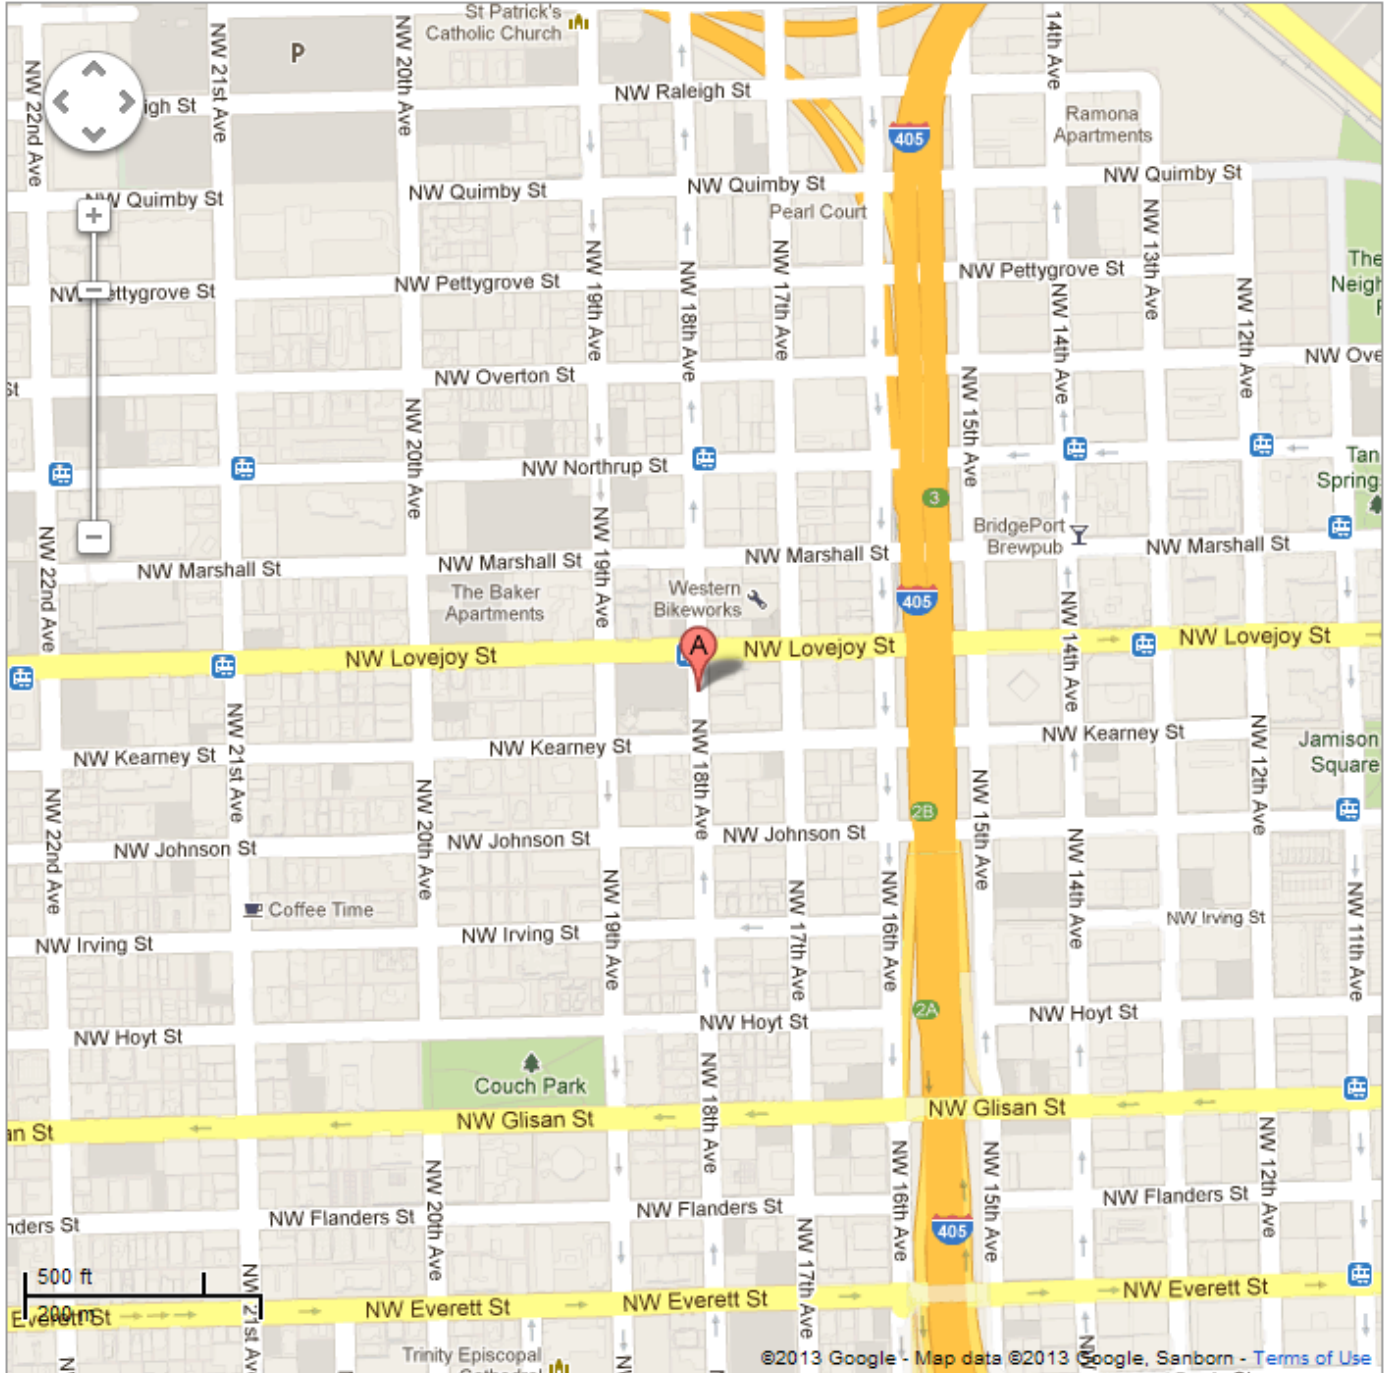 St Patrick's
Catholic Church
P
14th Ave
NW 22nd Ave
NW 21st Ave
NW 20th Ave
igh St
NW Raleigh St
405
Ramona
Apartments
NW Quimby St
NW Quimby St
NW Quimby St
NW Quimby St
Pearl Court
NW 19th Ave
NW 18th Ave
NW 17th Ave
NW 13th Ave
NW Pettygrove St
NW Pettygrove St
NW 14th Ave
NW 12th Ave
The
Neigh
P
+
ettygrove St
NW
NW Overton St
NW Ove
St
NW 20th Ave
NW 15th Ave
NW Northrup St
Tan
Spring
3
BridgePort
Brewpub
NW 22nd Ave
NW 19th Ave
NW Marshall St
NW Marshall St
NW Marshall St
NW Marshall St
The Baker
Apartments
Western
Bikeworks
405
NW 14th Ave
A
NW Lovejoy St
NW Lovejoy St
NW Lovejoy St
NW 21st Ave
NW 18th Ave
NW 12th Ave
NW Kearney St
NW Kearney St
NW Kearney St
Jamison
Square
NW 22nd Ave
NW 20th Ave
NW 15th Ave
2B
NW Johnson St
NW Johnson St
NW Johnson St
NW 14th Ave
Coffee Time
NW 19th Ave
NW 17th Ave
NW 16th Ave
NW 11th Ave
NW Irving St
NW Irving St
NW Irving St
2A
NW Hoyt St
NW Hoyt St
NW Hoyt St
Couch Park
NW 18th Ave
an St
NW Glisan St
NW Glisan St
NW 20th Ave
NW 16th Ave
NW 15th Ave
NW 12th Ave
nders St
NW Flanders St
NW Flanders St
NW Flanders St
405
NW 17th Ave
NW 21st Av
500 ft
200 m
Everett St
NW Everett St
NW Everett St
NW Everett St
Trinity Episcopal
N
N
NW
©2013 Google - Map data ©2013 Google, Sanborn - Terms of Use